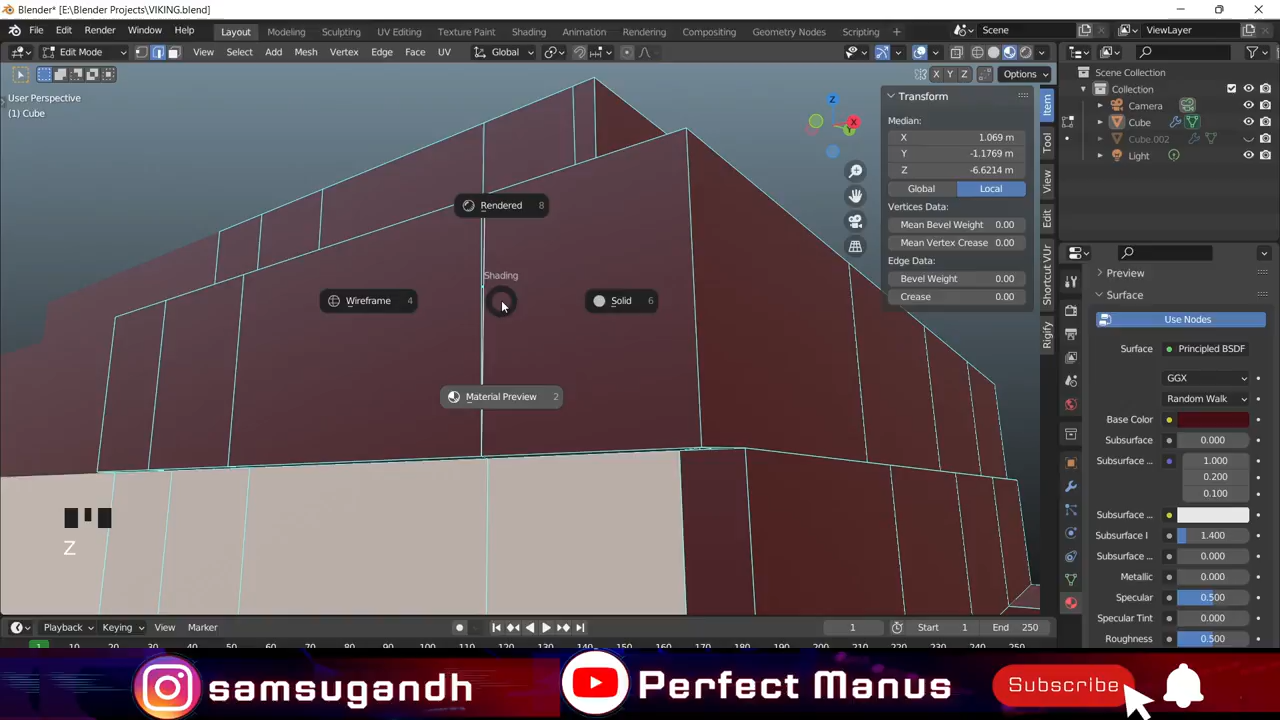 Blender* [E:\Blender Projects\VIKING.blend]
File Edit Render Window Help Layout Modeling Sculpting UV Editing Texture Paint Shading Animation Rendering Compositing Geometry Nodes Scripting + Scene ViewLayer
Edit Mode View Select Add Mesh Vertex Edge Face UV Global
X Y Z Options
User Perspective
(1) Cube
Transform
Median:
X 1.069 m
Y -1.1769 m
Z -6.6214 m
Global Local
Vertices Data:
Mean Bevel Weight 0.00
Mean Vertex Crease 0.00
Edge Data:
Bevel Weight 0.00
Crease 0.00
Item
Tool
View
Edit
Shortcut VUr
Rigify
Z
X
Y
Rendered 8
Shading
Wireframe 4
Solid 6
Material Preview 2
Z
Scene Collection
Collection
Camera
Cube
Cube.002
Light
Preview
Surface
Use Nodes
Surface Principled BSDF
GGX
Random Walk
Base Color
Subsurface 0.000
Subsurface ... 1.000
0.200
0.100
Subsurface ...
Subsurface I 1.400
Subsurface ... 0.000
Metallic 0.000
Specular 0.500
Specular Tint 0.000
Roughness 0.500
Playback Keying View Marker 1 Start 1 End 250
samsugandh Perfect Manus Subscribe